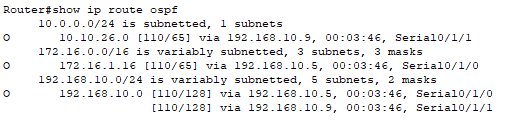 Router#show ip route ospf
     10.0.0.0/24 is subnetted, 1 subnets
O       10.10.26.0 [110/65] via 192.168.10.9, 00:03:46, Serial0/1/1
     172.16.0.0/16 is variably subnetted, 3 subnets, 3 masks
O       172.16.1.16 [110/65] via 192.168.10.5, 00:03:46, Serial0/1/0
     192.168.10.0/24 is variably subnetted, 5 subnets, 2 masks
O       192.168.10.0 [110/128] via 192.168.10.5, 00:03:46, Serial0/1/0
                     [110/128] via 192.168.10.9, 00:03:46, Serial0/1/1